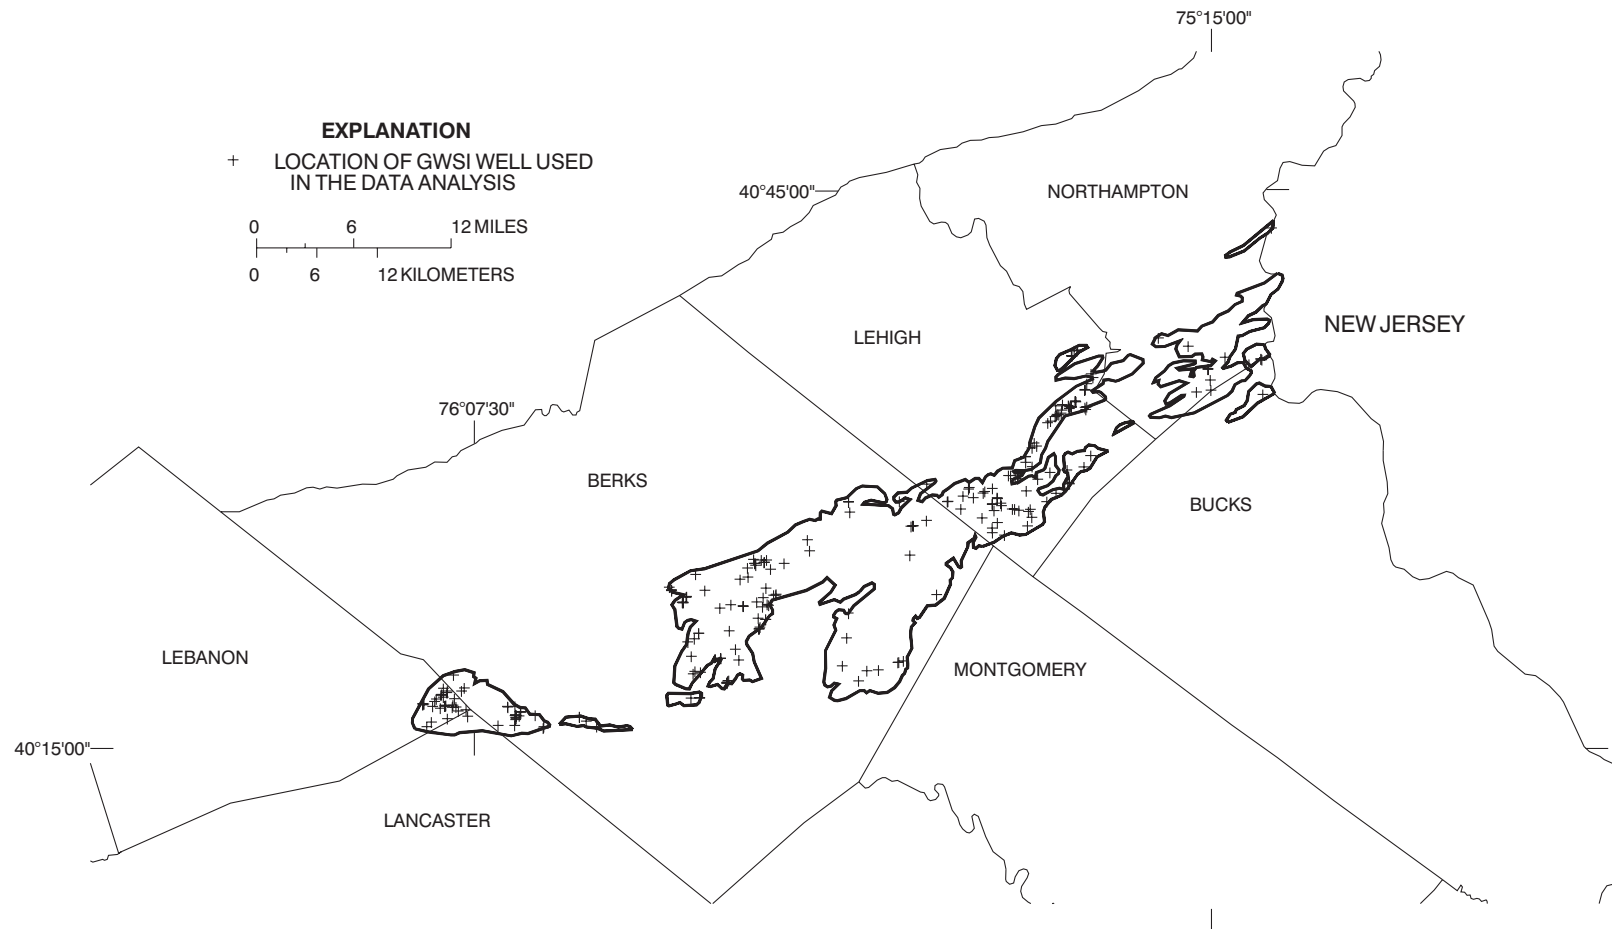 75°15'00"
EXPLANATION
+ LOCATION OF GWSI WELL USED
IN THE DATA ANALYSIS
40°45'00"
NORTHAMPTON
0 6 12 MILES
0 6 12 KILOMETERS
NEW JERSEY
LEHIGH
76°07'30"
BERKS
BUCKS
LEBANON
MONTGOMERY
40°15'00"
LANCASTER